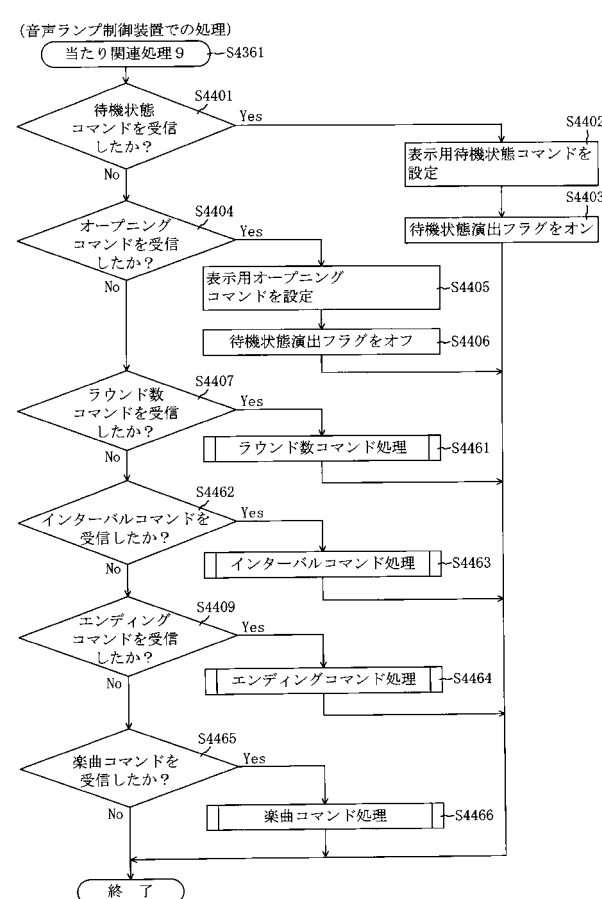 (音声ランプ制御装置での処理)
当たり関連処理9
S4361
待機状態
コマンドを受信
したか？
S4401
Yes
No
表示用待機状態コマンドを
設定
S4402
待機状態演出フラグをオン
S4403
オープニング
コマンドを受信
したか？
S4404
Yes
No
表示用オープニング
コマンドを設定
S4405
待機状態演出フラグをオフ
S4406
ラウンド数
コマンドを受信
したか？
S4407
Yes
No
ラウンド数コマンド処理
S4461
インターバルコマンドを
受信したか？
S4462
Yes
No
インターバルコマンド処理
S4463
エンディング
コマンドを受信
したか？
S4409
Yes
No
エンディングコマンド処理
S4464
楽曲コマンドを
受信したか？
S4465
Yes
No
楽曲コマンド処理
S4466
終 了